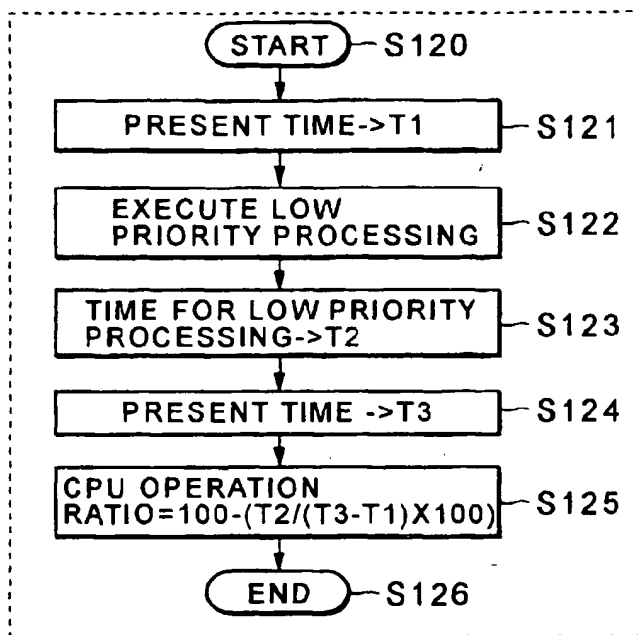 START S120
PRESENT TIME->T1 S121
EXECUTE LOW
PRIORITY PROCESSING S122
TIME FOR LOW PRIORITY
PROCESSING->T2 S123
PRESENT TIME ->T3 S124
CPU OPERATION
RATIO=100-(T2/(T3-T1)X100) S125
END S126